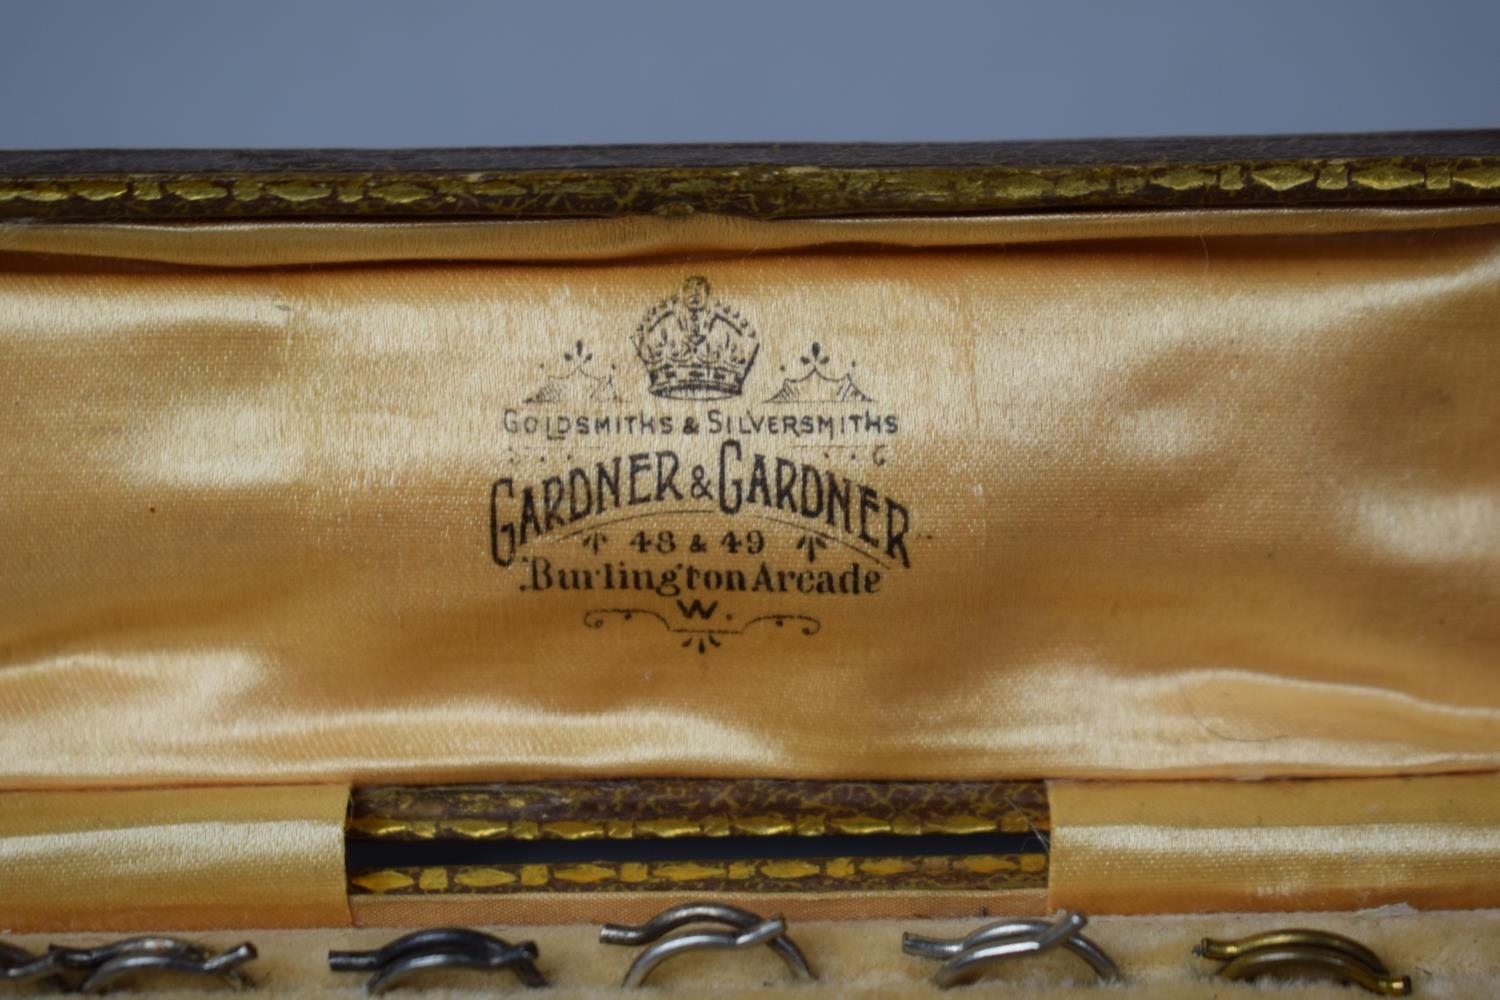 GOLDSMITHS & SILVERSMITHS
GARDNER & GARDNER
48 & 49
Burlington Arcade
W.